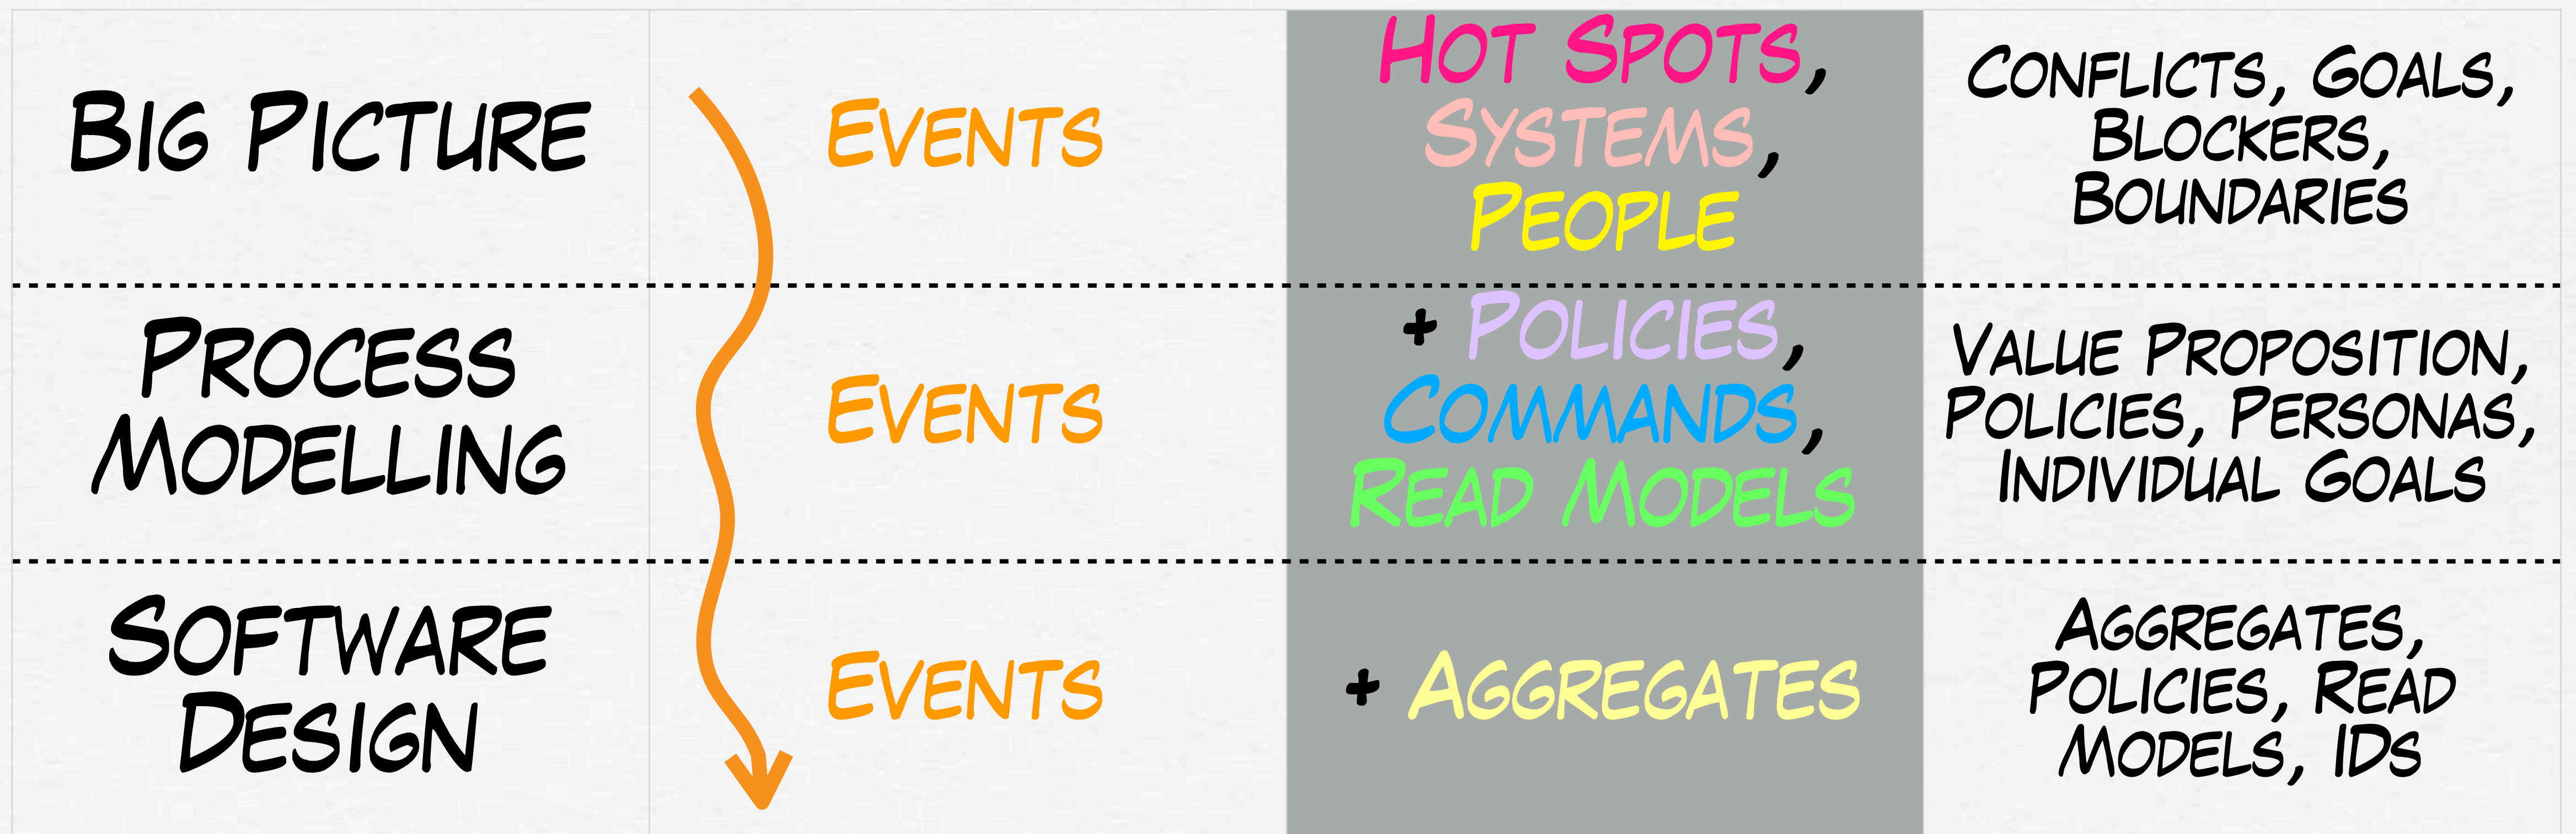 BIG PICTURE
EVENTS
HOT SPOTS,
SYSTEMS,
PEOPLE
CONFLICTS, GOALS,
BLOCKERS,
BOUNDARIES
PROCESS
MODELLING
EVENTS
+ POLICIES,
COMMANDS,
READ MODELS
VALUE PROPOSITION,
POLICIES, PERSONAS,
INDIVIDUAL GOALS
SOFTWARE
DESIGN
EVENTS
+ AGGREGATES
AGGREGATES,
POLICIES, READ
MODELS, IDS